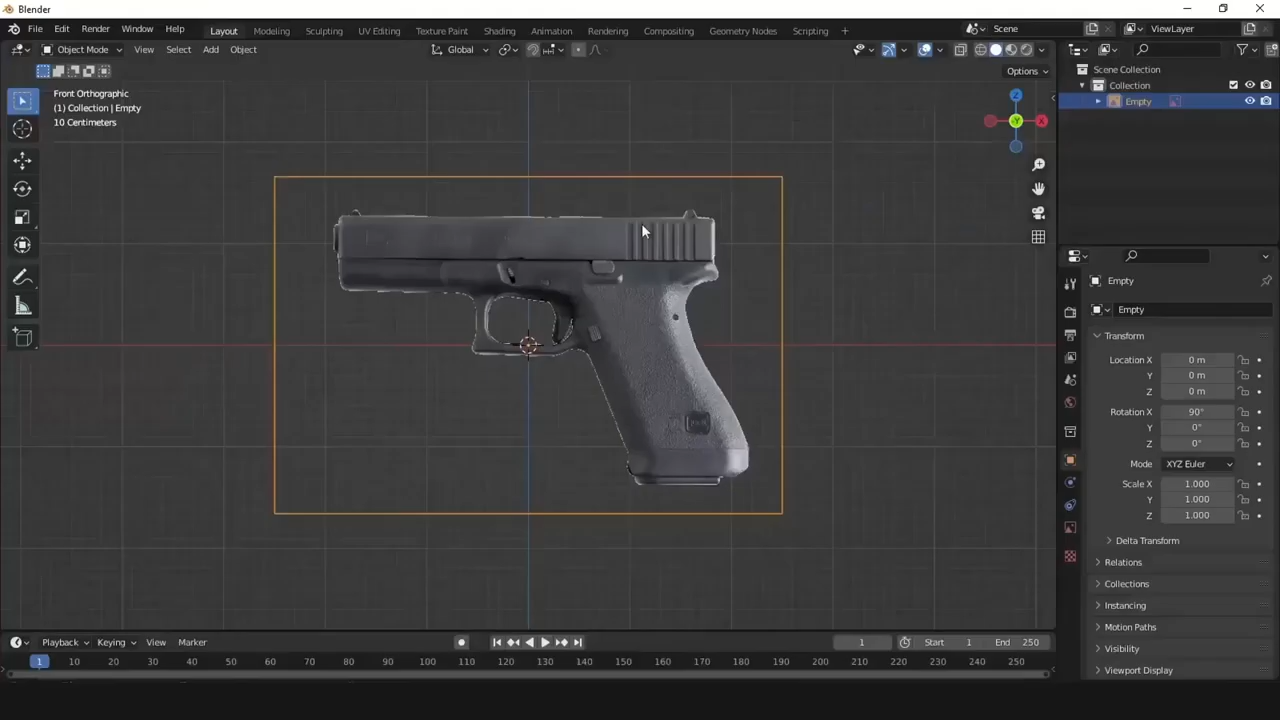 Blender
File Edit Render Window Help
Layout Modeling Sculpting UV Editing Texture Paint Shading Animation Rendering Compositing Geometry Nodes Scripting +
Scene
ViewLayer
Object Mode View Select Add Object
Global
Options
Front Orthographic
(1) Collection | Empty
10 Centimeters
Z
Y
X
Scene Collection
Collection
Empty
Empty
Empty
Transform
Location X 0 m
Y 0 m
Z 0 m
Rotation X 90°
Y 0°
Z 0°
Mode XYZ Euler
Scale X 1.000
Y 1.000
Z 1.000
Delta Transform
Relations
Collections
Instancing
Motion Paths
Visibility
Viewport Display
Playback Keying View Marker
1
Start 1 End 250
1 10 20 30 40 50 60 70 80 90 100 110 120 130 140 150 160 170 180 190 200 210 220 230 240 250